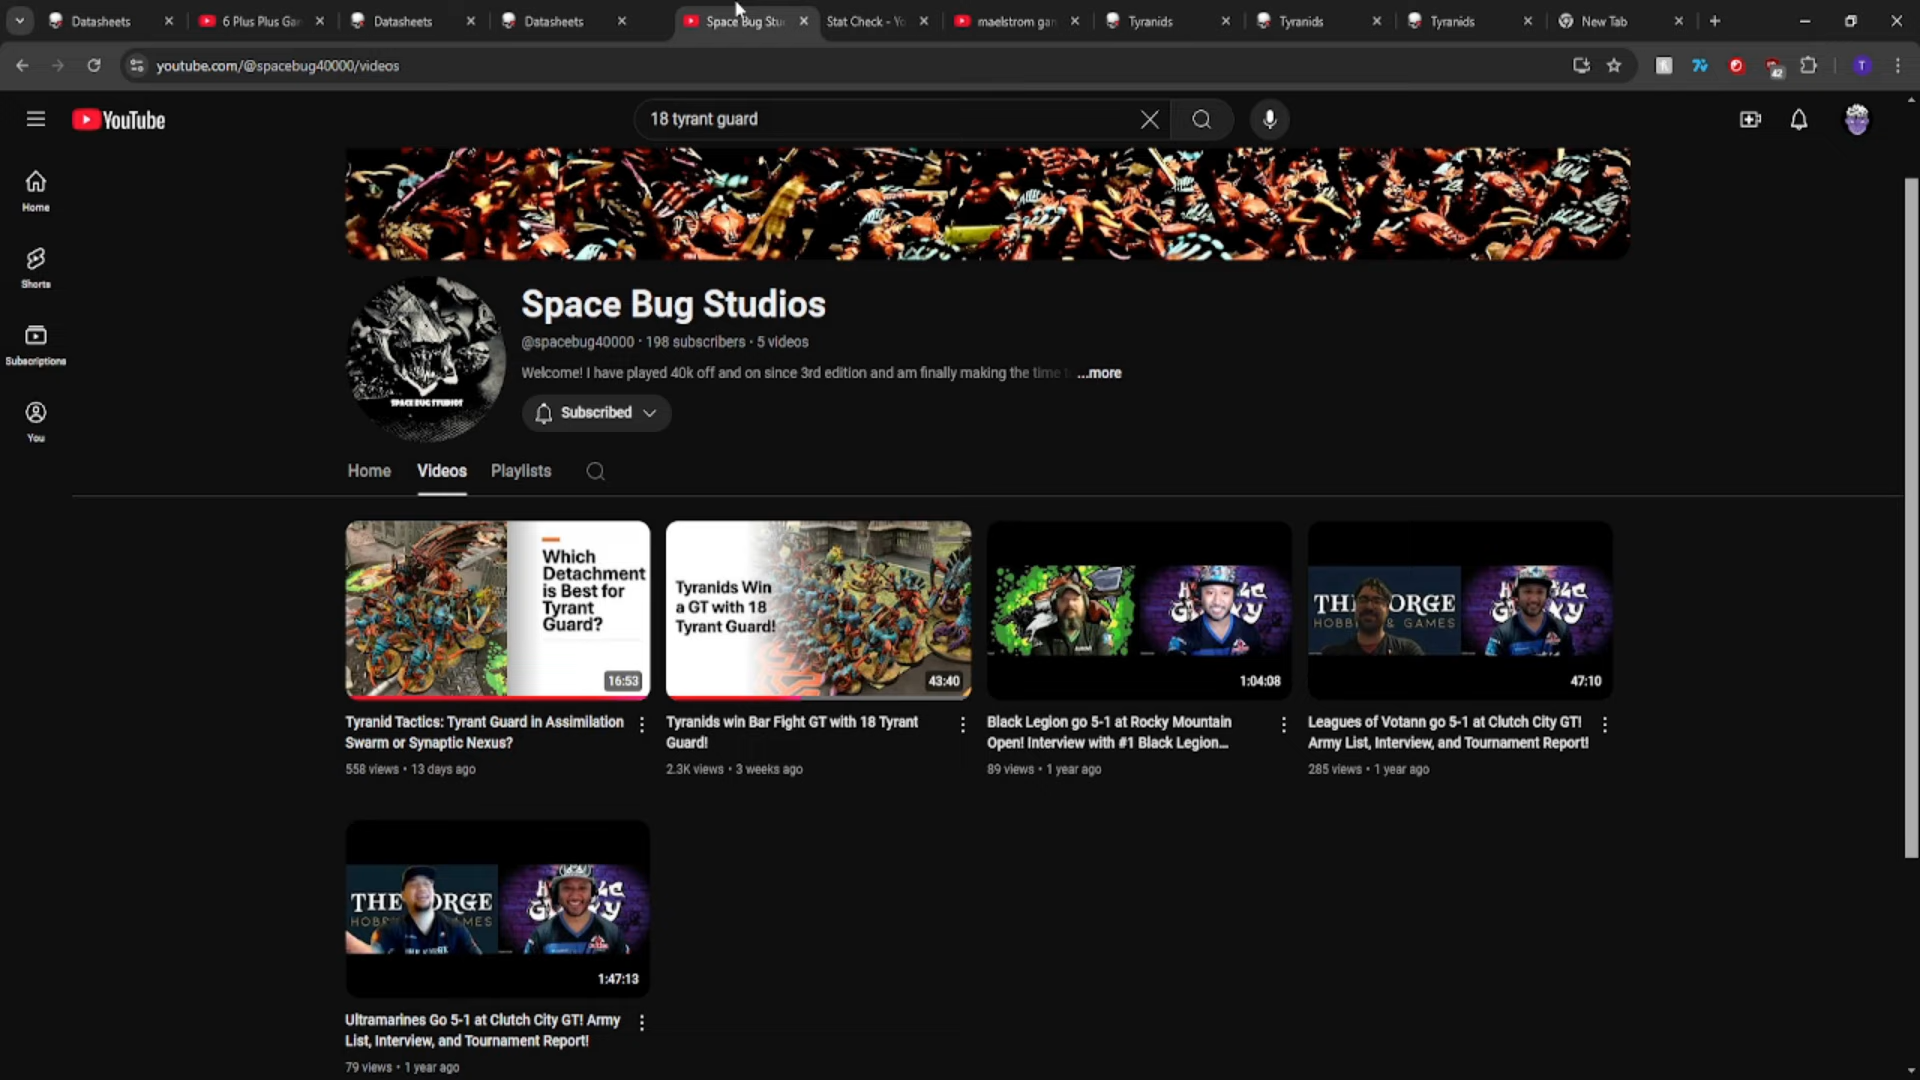 Datasheets
6 Plus Plus Gar
Datasheets
Datasheets
Space Bug Stu
Stat Check - Yo
maelstrom gar
Tyranids
Tyranids
Tyranids
New Tab
youtube.com/@spacebug40000/videos
42
T
YouTube
18 tyrant guard
Home
Shorts
Subscriptions
You
SPACE BUG STUDIOS
Space Bug Studios
@spacebug40000 · 198 subscribers · 5 videos
Welcome! I have played 40k off and on since 3rd edition and am finally making the time t ...more
Subscribed
Home
Videos
Playlists
Which
Detachment
is Best for
Tyrant
Guard?
16:53
Tyranid Tactics: Tyrant Guard in Assimilation
Swarm or Synaptic Nexus?
558 views • 13 days ago
Tyranids Win
a GT with 18
Tyrant Guard!
43:40
Tyranids win Bar Fight GT with 18 Tyrant
Guard!
2.3K views • 3 weeks ago
1:04:08
Black Legion go 5-1 at Rocky Mountain
Open! Interview with #1 Black Legion...
89 views • 1 year ago
47:10
Leagues of Votann go 5-1 at Clutch City GT!
Army List, Interview, and Tournament Report!
285 views • 1 year ago
1:47:13
Ultramarines Go 5-1 at Clutch City GT! Army
List, Interview, and Tournament Report!
79 views • 1 year ago